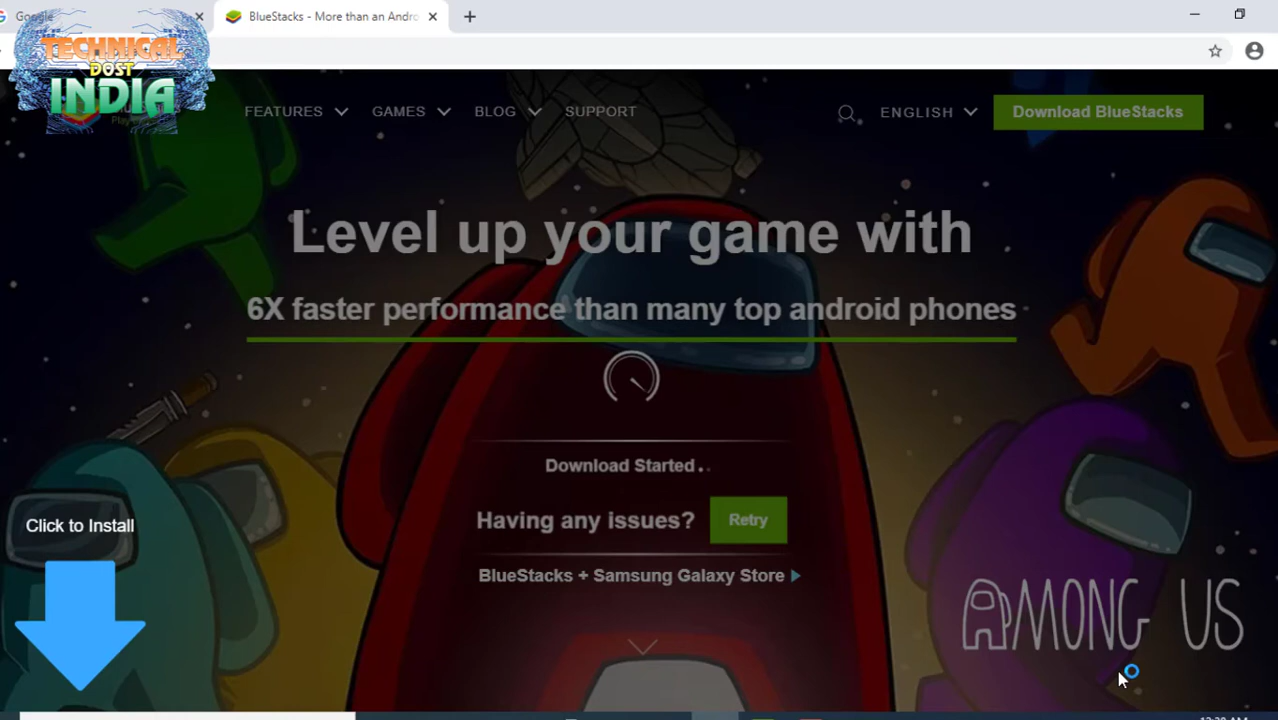 Google
BlueStacks - More than an Andro
TECHNICAL
DOST
INDIA
FEATURES
GAMES
BLOG
SUPPORT
ENGLISH
Download BlueStacks
Level up your game with
6X faster performance than many top android phones
Download Started . .
Having any issues?
Retry
BlueStacks + Samsung Galaxy Store
Click to Install
AMONG US